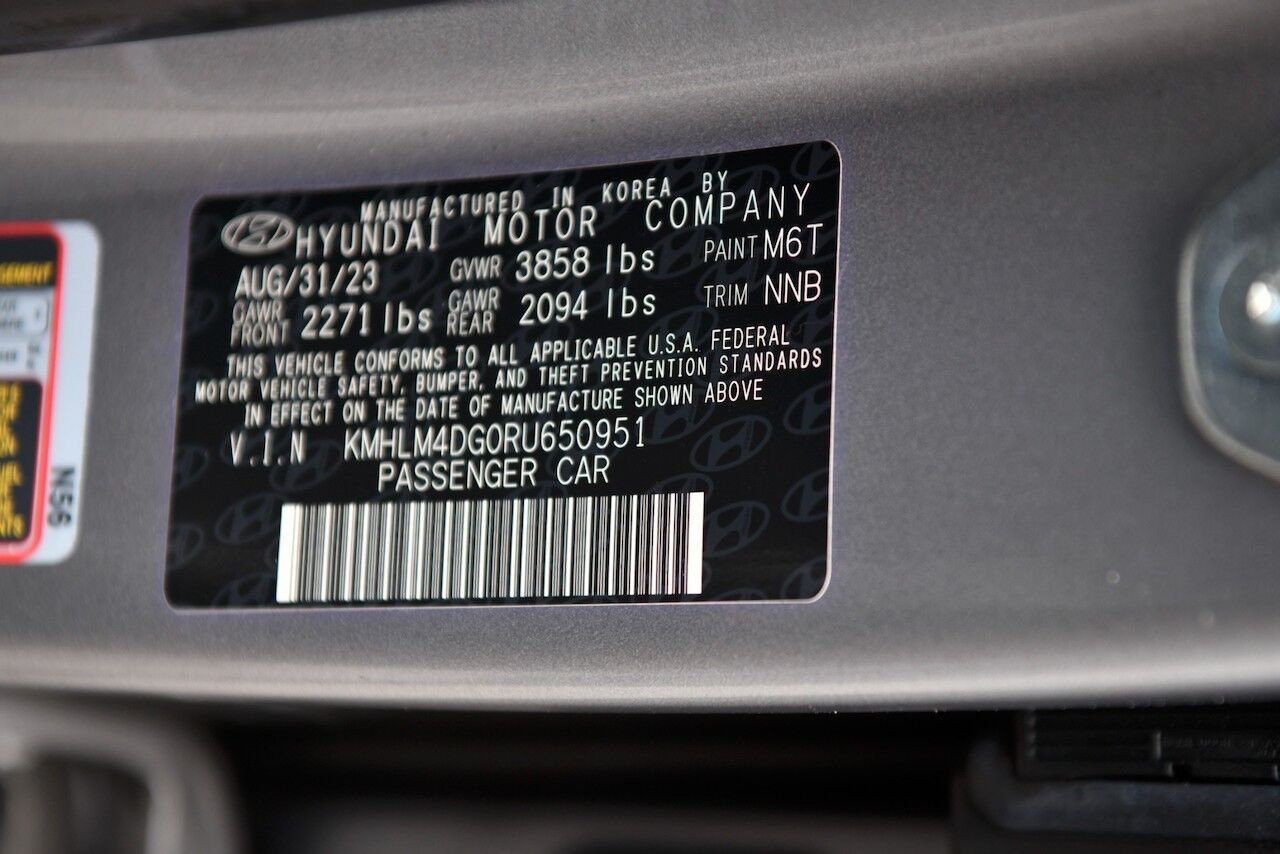 MANUFACTURED IN KOREA BY
HYUNDAI MOTOR COMPANY
AUG/31/23 GVWR 3858 lbs PAINT M6T
GAWR FRONT 2271 lbs GAWR REAR 2094 lbs TRIM NNB
THIS VEHICLE CONFORMS TO ALL APPLICABLE U.S.A. FEDERAL
MOTOR VEHICLE SAFETY, BUMPER, AND THEFT PREVENTION STANDARDS
IN EFFECT ON THE DATE OF MANUFACTURE SHOWN ABOVE
V.I.N KMHLM4DG0RU650951
PASSENGER CAR
N56